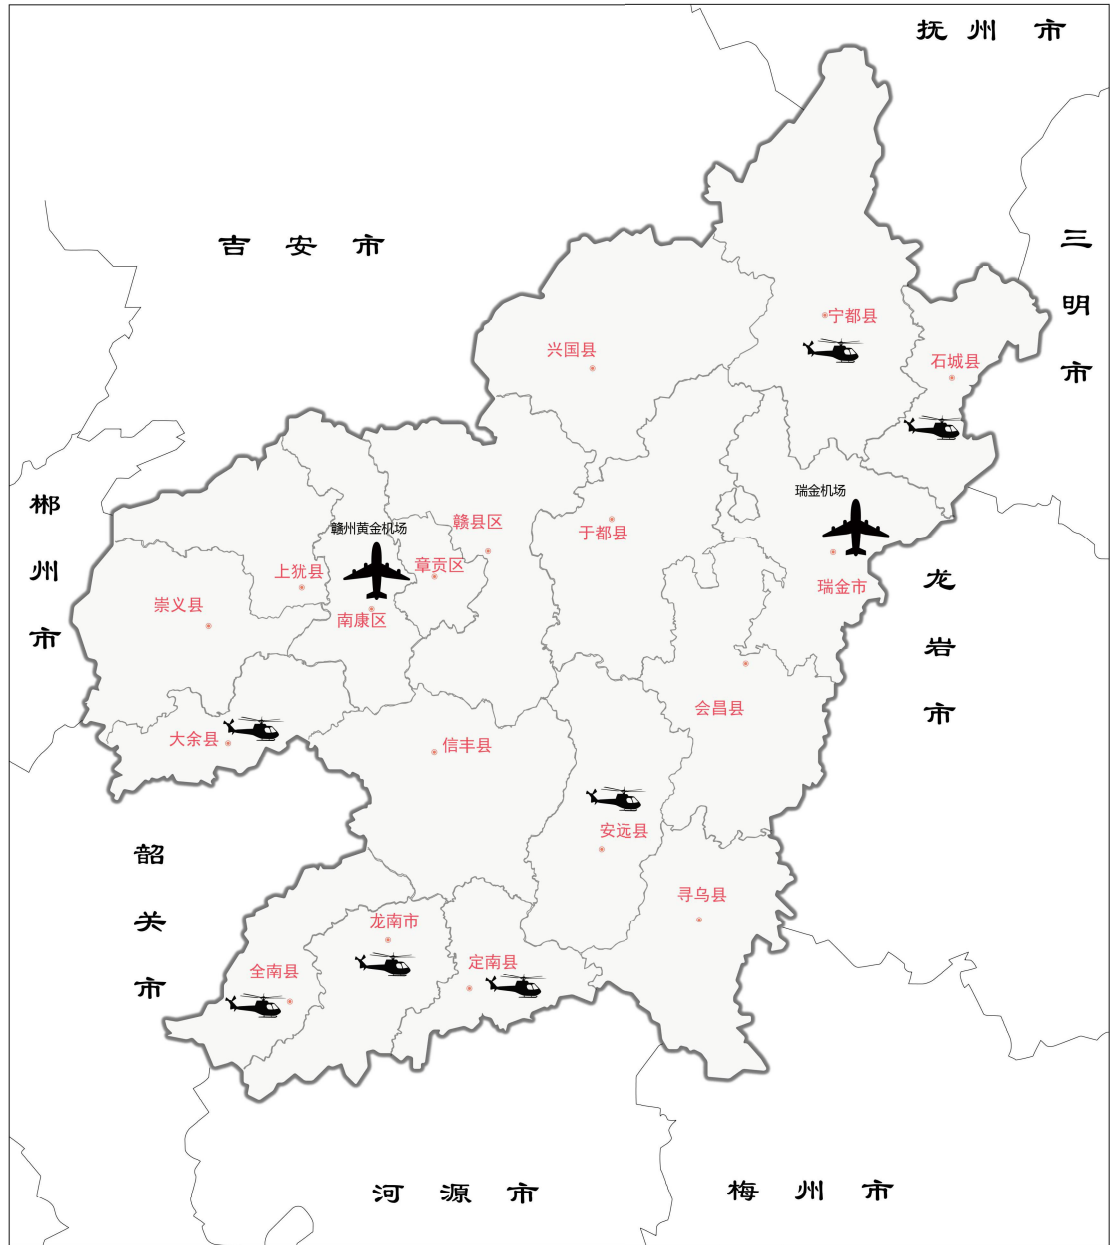 抚州市
三明市
吉安市
宁都县
兴国县
石城县
郴州市
瑞金机场
赣州黄金机场
赣县区
于都县
章贡区
上犹县
瑞金市
龙岩市
崇义县
南康区
会昌县
大余县
信丰县
安远县
韶关市
寻乌县
龙南市
定南县
全南县
河源市
梅州市